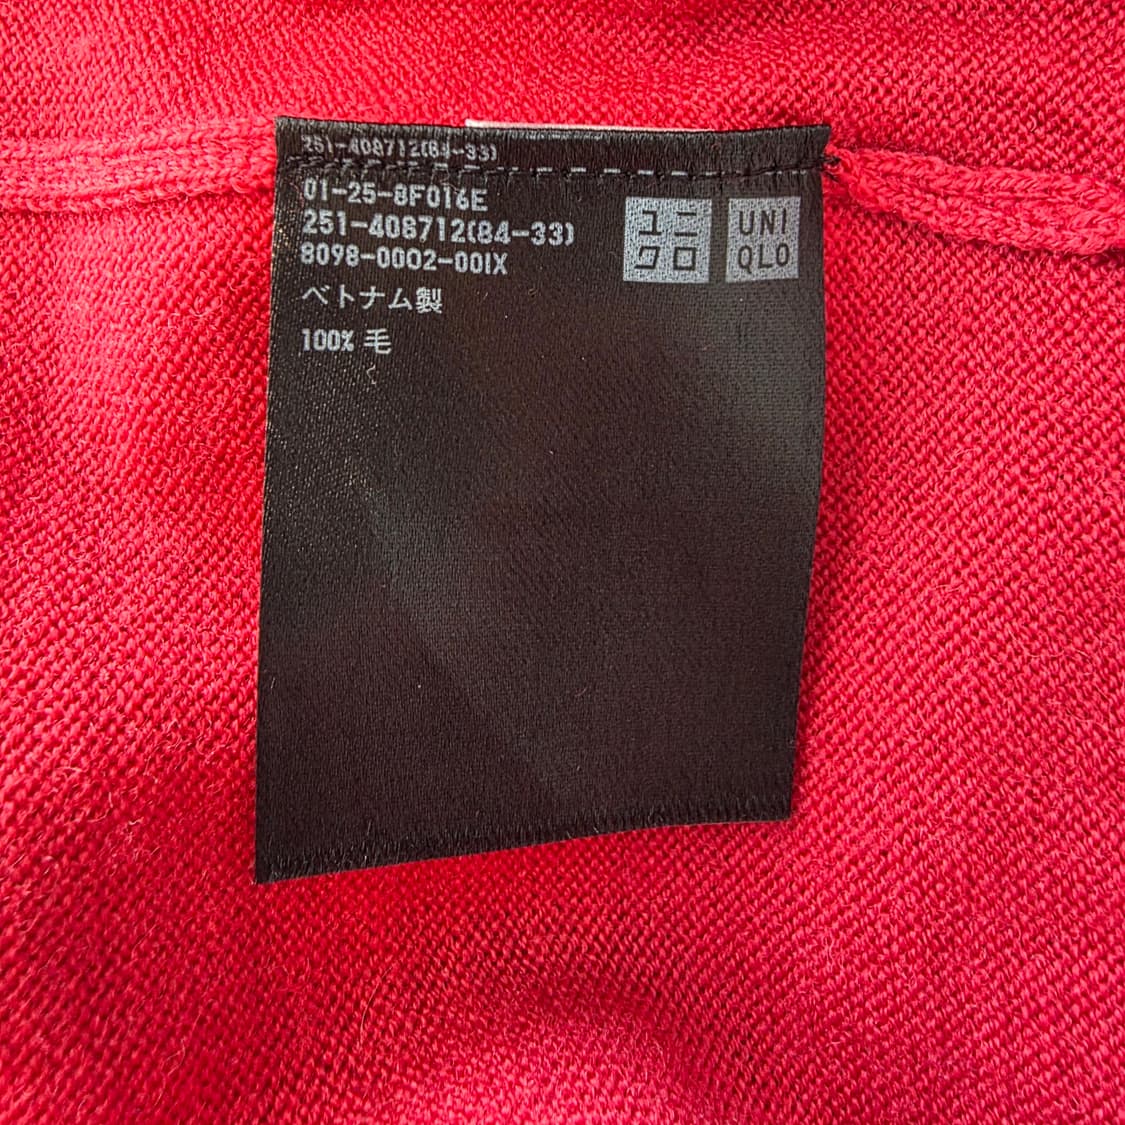 251-408712(84-33)
01-25-8F016E
251-408712(84-33)
8098-0002-001X
ベトナム製
100% 毛
ユニ
クロ
UNI
QLO